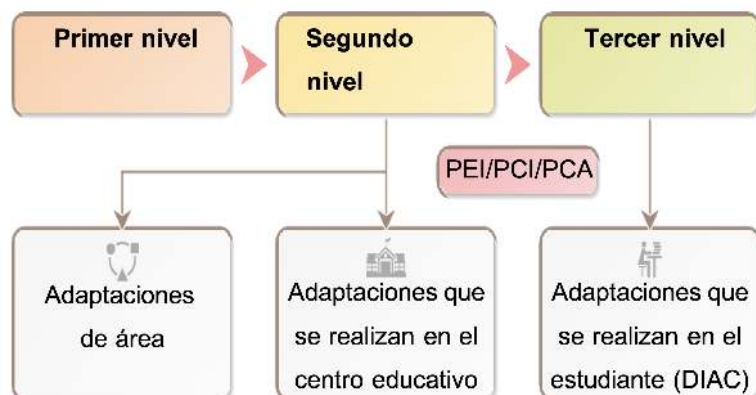 Primer nivel
Segundo
nivel
Tercer nivel
PEI/PCI/PCA
Adaptaciones
de área
Adaptaciones que
se realizan en el
centro educativo
Adaptaciones que
se realizan en el
estudiante (DIAC)